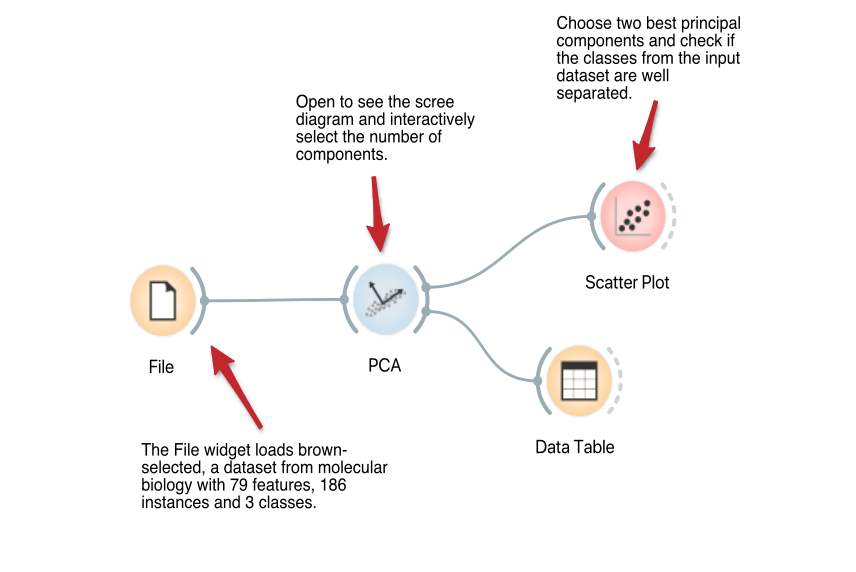 Choose two best principal
components and check if
the classes from the input
dataset are well
separated.
Open to see the scree
diagram and interactively
select the number of
components.
Scatter Plot
File
PCA
Data Table
The File widget loads brown-
selected, a dataset from molecular
biology with 79 features, 186
instances and 3 classes.